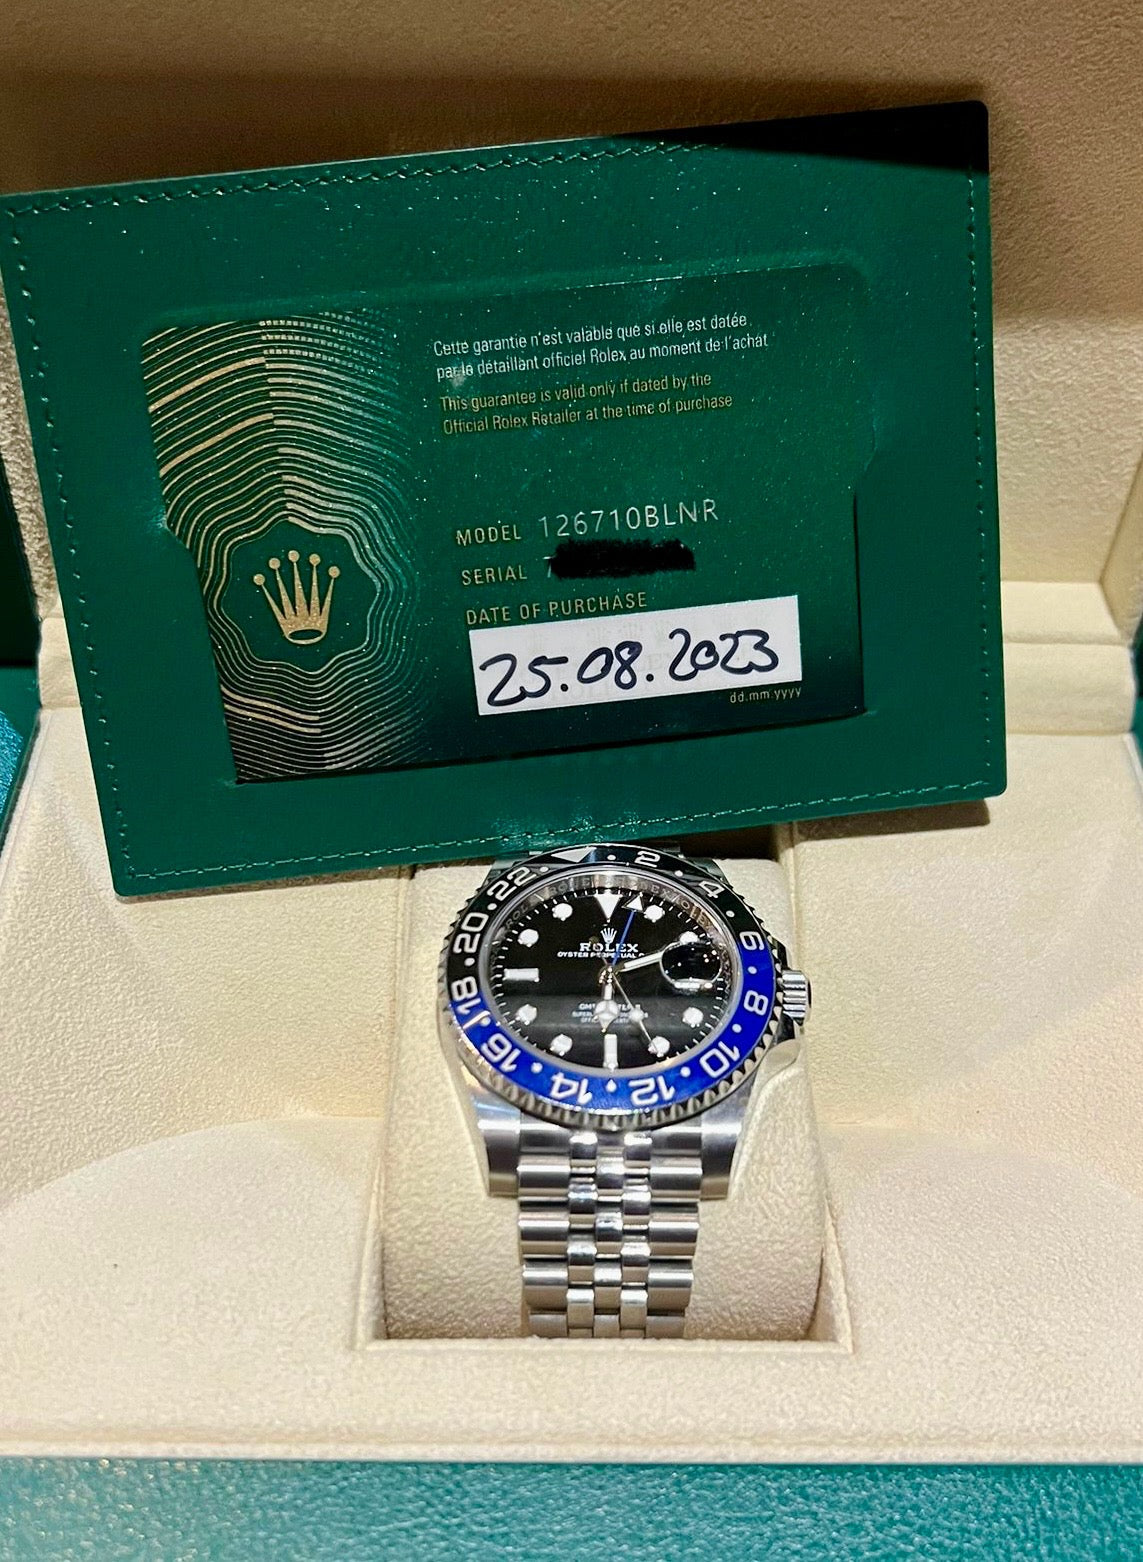 Cette garantie n'est valable que si elle est datée
par le détaillant officiel Rolex au moment de l'achat
This guarantee is valid only if dated by the
Official Rolex Retailer at the time of purchase
MODEL 126710BLNR
SERIAL 7
DATE OF PURCHASE
25.08.2023
dd.mm.yyyy
2
4
6
8
10
12
14
16
18
20
22
ROLEX
OYSTER PERPETUAL